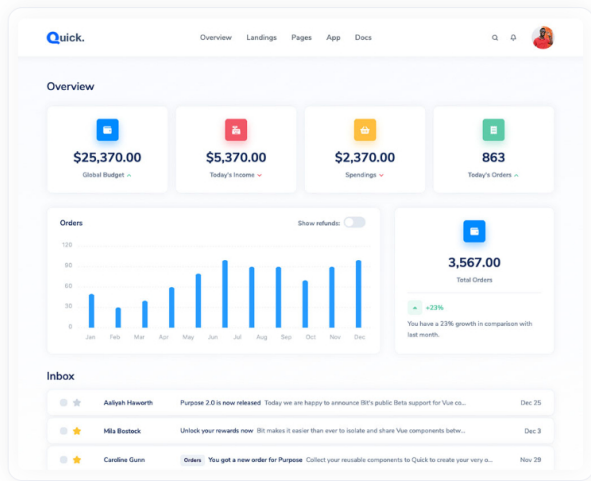 Quick.
Overview Landings Pages App Docs
Overview
$25,370.00
Global Budget
$5,370.00
Today's Income
$2,370.00
Spendings
863
Today's Orders
Orders
Show refunds:
120
90
60
30
0
Jan Feb Mar Apr May Jun Jul Aug Sep Oct Nov Dec
3,567.00
Total Orders
+23%
You have a 23% growth in comparison with
last month.
Inbox
Aaliyah Haworth Purpose 2.0 is now released Today we are happy to announce Bit's public Beta support for Vue co... Dec 25
Mila Bostock Unlock your rewards now Bit makes it easier than ever to isolate and share Vue components betw... Dec 3
Caroline Gunn Orders You got a new order for Purpose Collect your reusable components to Quick to create your very o... Nov 29